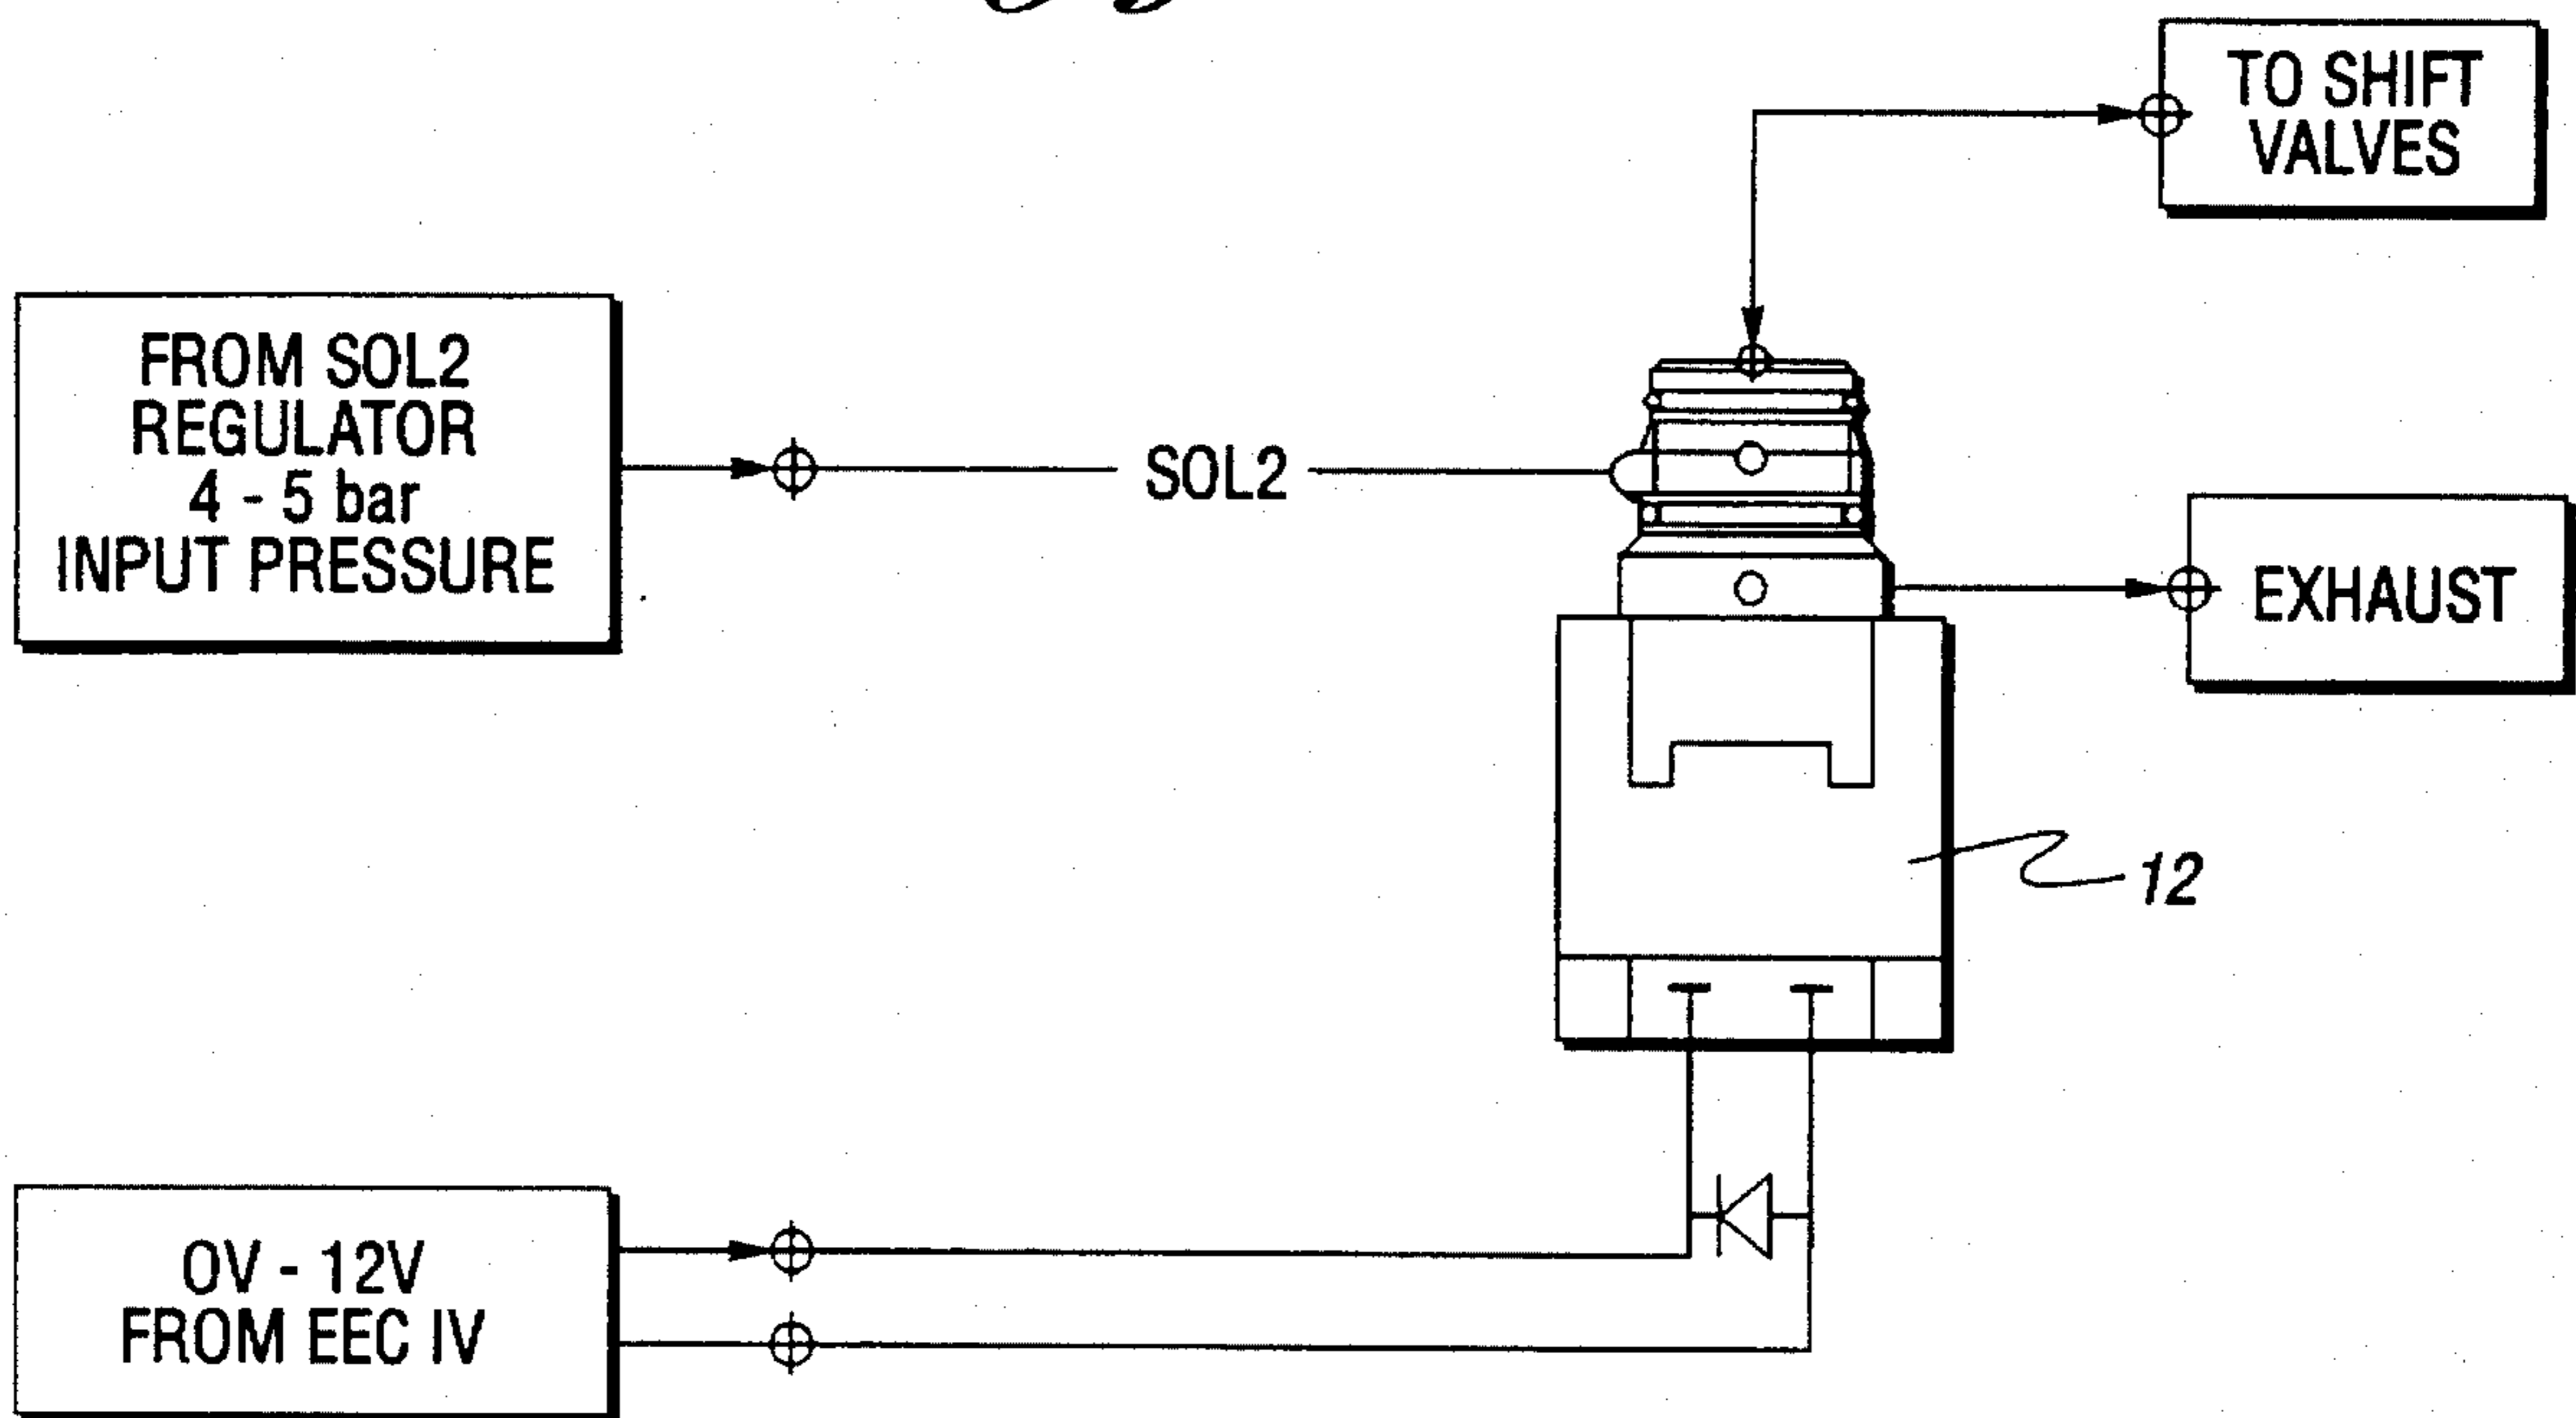 TO SHIFT
VALVES
FROM SOL2
REGULATOR
4 - 5 bar
INPUT PRESSURE
SOL2
EXHAUST
12
0V - 12V
FROM EEC IV